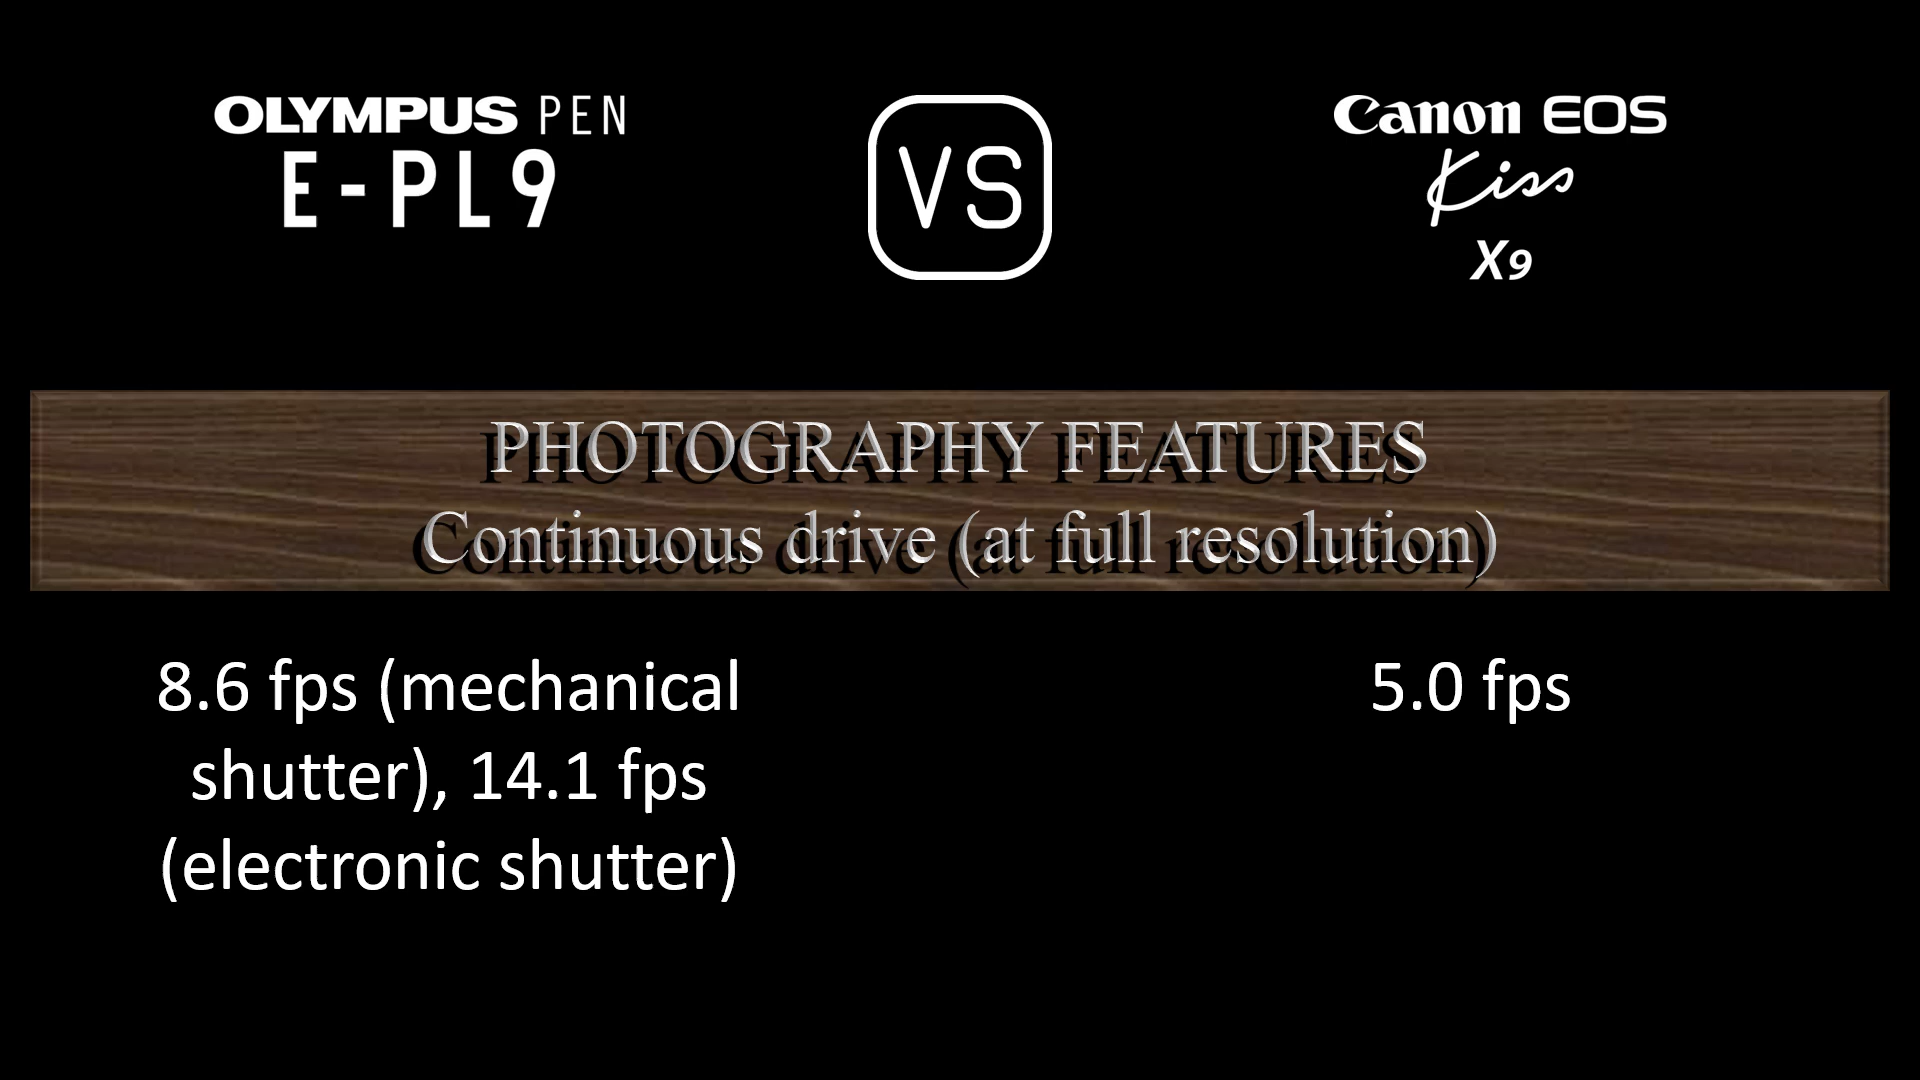 OLYMPUS PEN
E-PL9
VS
Canon EOS
Kiss
X9
PHOTOGRAPHY FEATURES
Continuous drive (at full resolution)
8.6 fps (mechanical
shutter), 14.1 fps
(electronic shutter)
5.0 fps